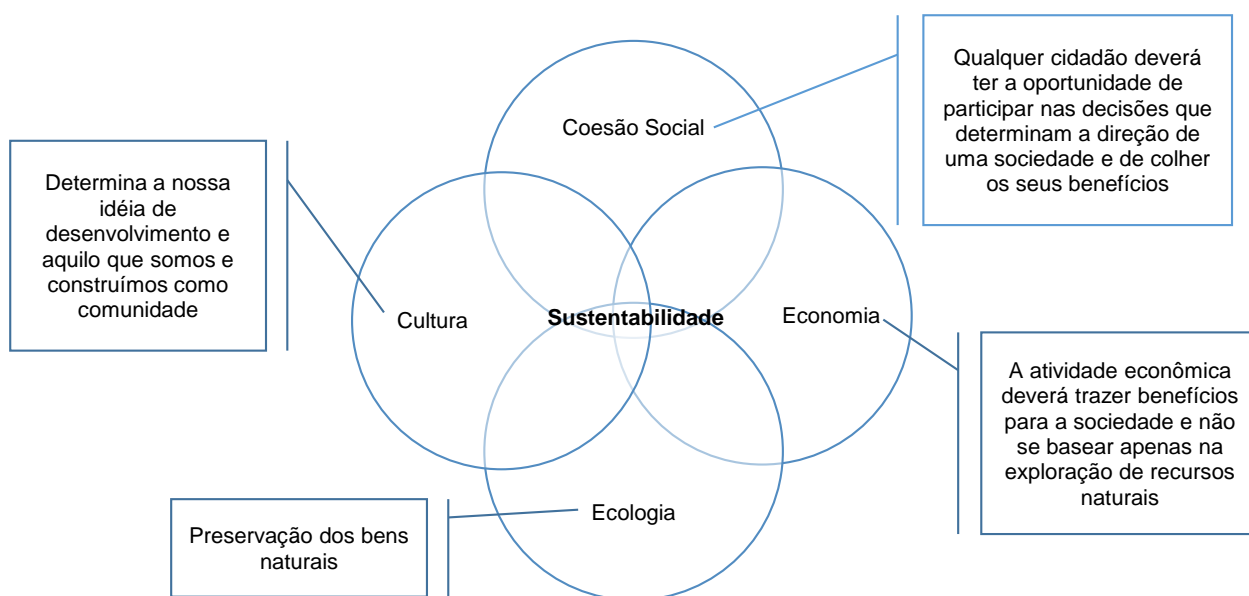 Qualquer cidadão deverá
ter a oportunidade de
participar nas decisões que
determinam a direção de
uma sociedade e de colher
os seus benefícios
Coesão Social
Determina a nossa
idéia de
desenvolvimento e
aquilo que somos e
construímos como
comunidade
Cultura
Sustentabilidade
Economia
A atividade econômica
deverá trazer benefícios
para a sociedade e não
se basear apenas na
exploração de recursos
naturais
Ecologia
Preservação dos bens
naturais